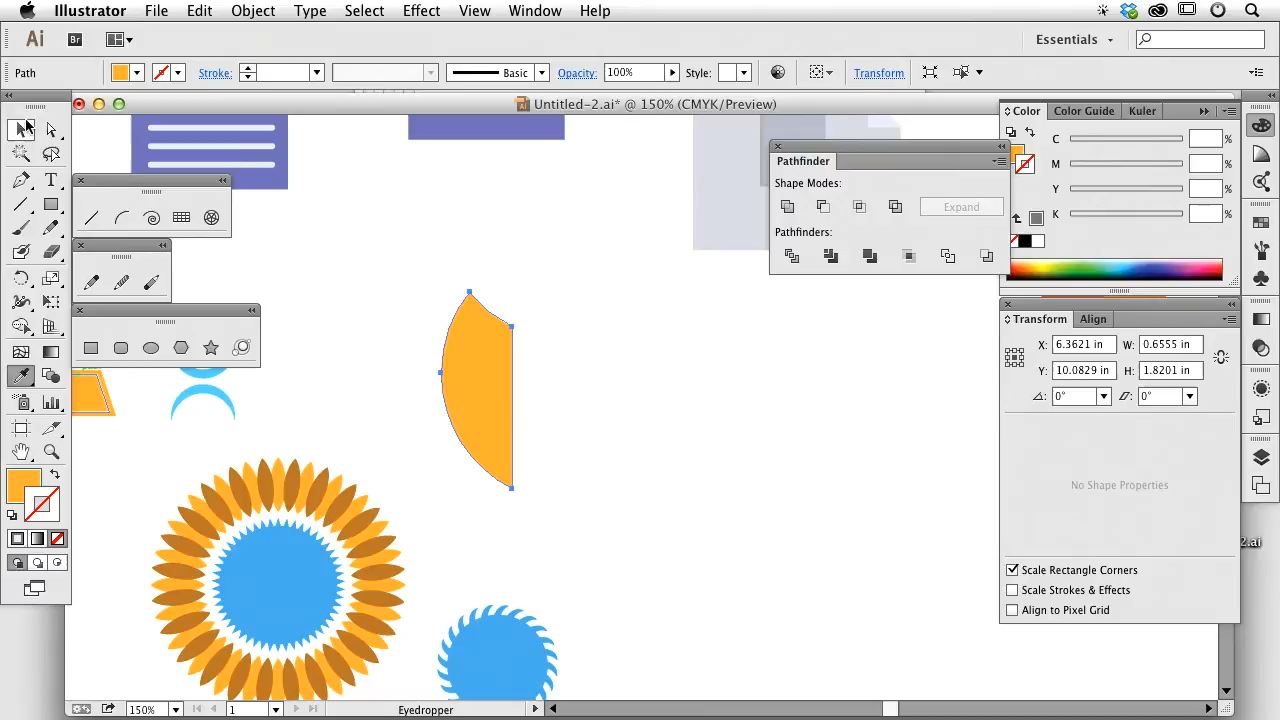 Illustrator File Edit Object Type Select Effect View Window Help
Ai Br Essentials
Path Stroke: Basic Opacity: 100% Style: Transform
Untitled-2.ai* @ 150% (CMYK/Preview)
Color Color Guide Kuler
C %
M %
Y %
K %
Pathfinder
Shape Modes:
Expand
Pathfinders:
Transform Align
X: 6.3621 in W: 0.6555 in
Y: 10.0829 in H: 1.8201 in
0° 0°
No Shape Properties
Scale Rectangle Corners
Scale Strokes & Effects
Align to Pixel Grid
T
2.ai
150% 1 Eyedropper